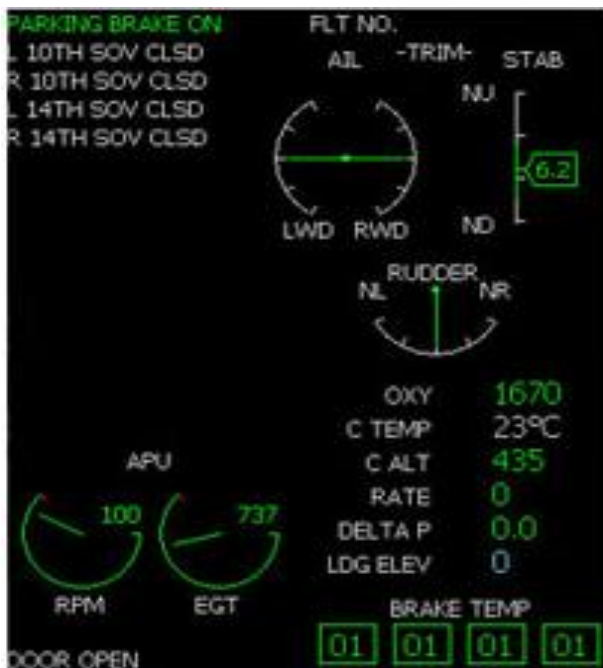 PARKING BRAKE ON
L 10TH SOV CLSD
R 10TH SOV CLSD
L 14TH SOV CLSD
R 14TH SOV CLSD
FLT NO.
AIL -TRIM- STAB
NU
6.2
LWD RWD ND
RUDDER
NL NR
OXY 1670
C TEMP 23ºC
C ALT 435
RATE 0
DELTA P 0.0
LDG ELEV 0
APU
100 737
RPM EGT
BRAKE TEMP
01 01 01 01
DOOR OPEN